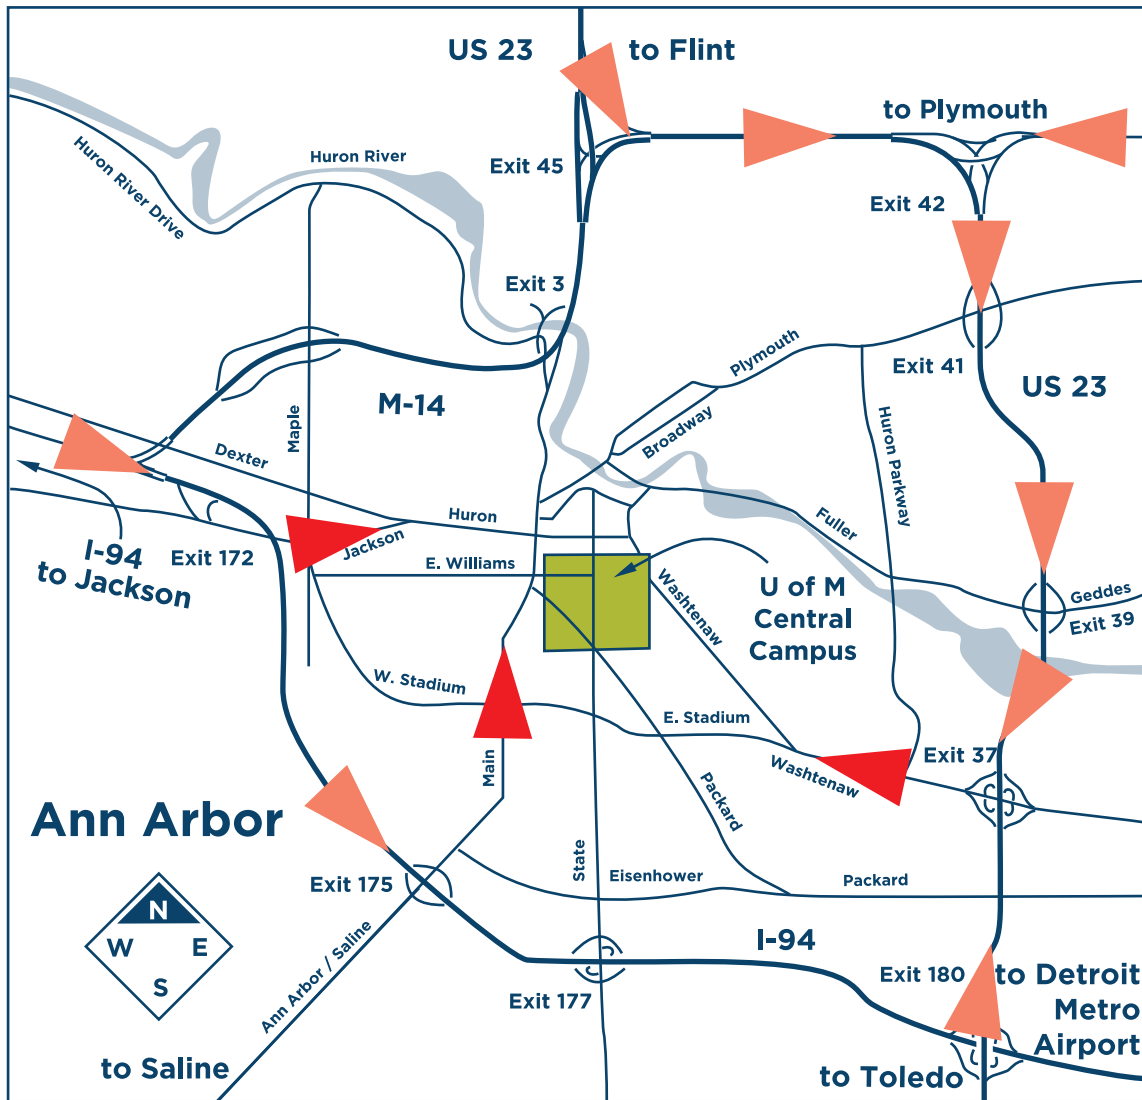 US 23
to Flint
to Plymouth
Huron River
Exit 45
Huron River Drive
Exit 42
Exit 3
Plymouth
Exit 41
US 23
M-14
Maple
Broadway
Huron Parkway
Dexter
Huron
Fuller
Jackson
I-94
to Jackson
Exit 172
E. Williams
U of M
Central
Campus
Washtenaw
Geddes
Exit 39
W. Stadium
E. Stadium
Exit 37
Main
Washtenaw
Packard
Ann Arbor
State
Exit 175
Eisenhower
Packard
N
W
E
S
Ann Arbor / Saline
I-94
Exit 180
to Detroit
Metro
Airport
Exit 177
to Saline
to Toledo